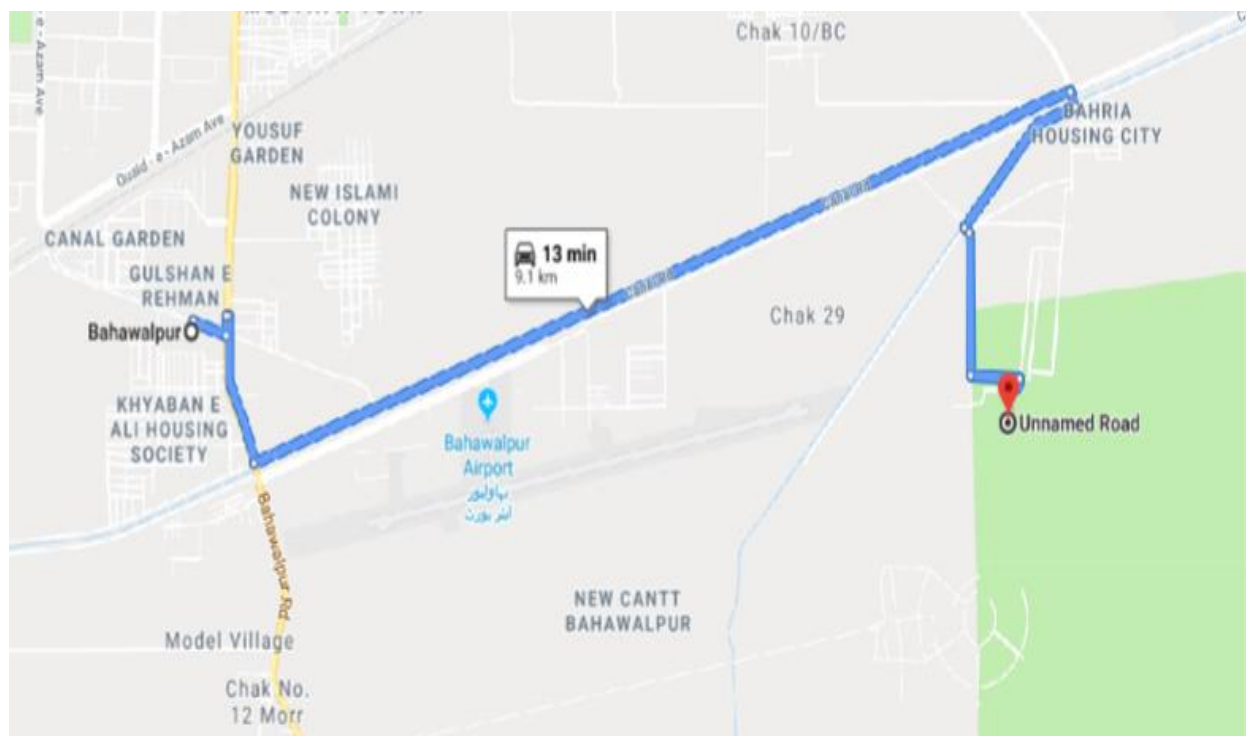 Chak 10/BC
e - Azam Ave
BAHRIA
HOUSING CITY
YOUSUF
GARDEN
Quaid - e - Azam Ave
NEW ISLAMI
COLONY
CANAL GARDEN
13 min
9.1 km
GULSHAN E
REHMAN
Bahawalpur
Chak 29
KHYABAN E
ALI HOUSING
SOCIETY
Bahawalpur
Airport
بہاولپور
ایئر پورٹ
Unnamed Road
Bahawalpur Rd
NEW CANTT
BAHAWALPUR
Model Village
Chak No.
12 Morr